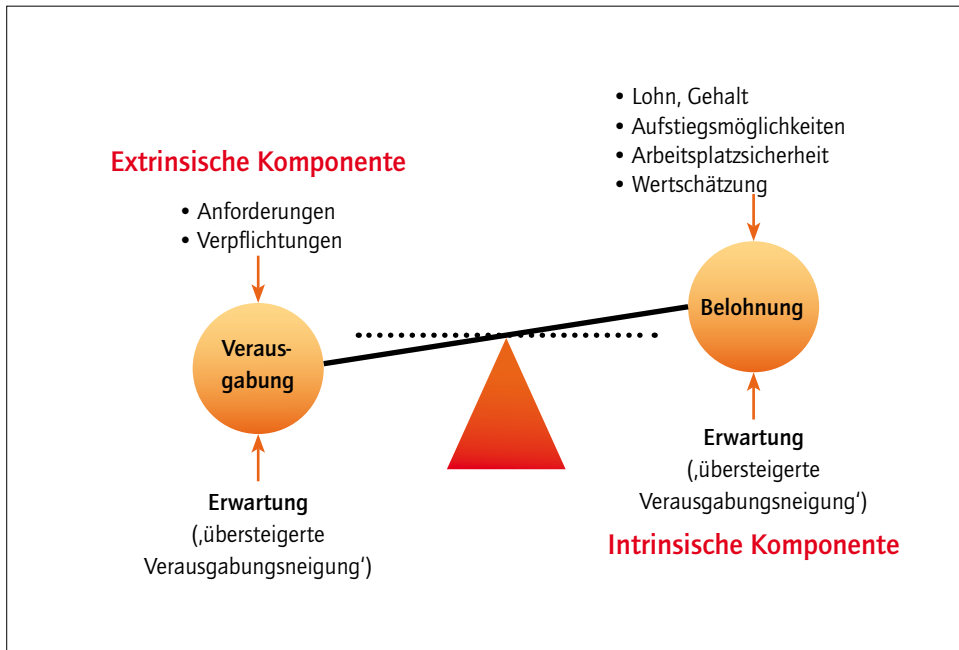 Extrinsische Komponente
• Anforderungen
• Verpflichtungen
Veraus-
gabung
Erwartung
(‚übersteigerte
Verausgabungsneigung‘)
• Lohn, Gehalt
• Aufstiegsmöglichkeiten
• Arbeitsplatzsicherheit
• Wertschätzung
Belohnung
Erwartung
(‚übersteigerte
Verausgabungsneigung‘)
Intrinsische Komponente